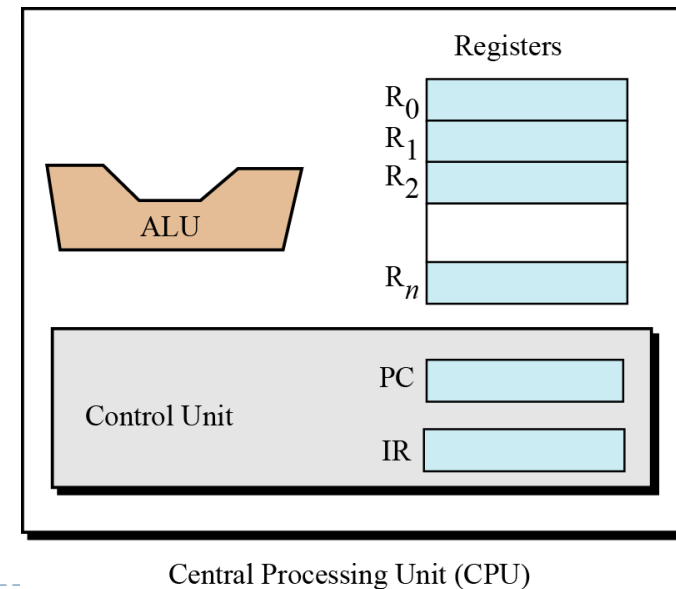 Registers
R0
R1
R2
ALU
Rn
PC
Control Unit
IR
Central Processing Unit (CPU)